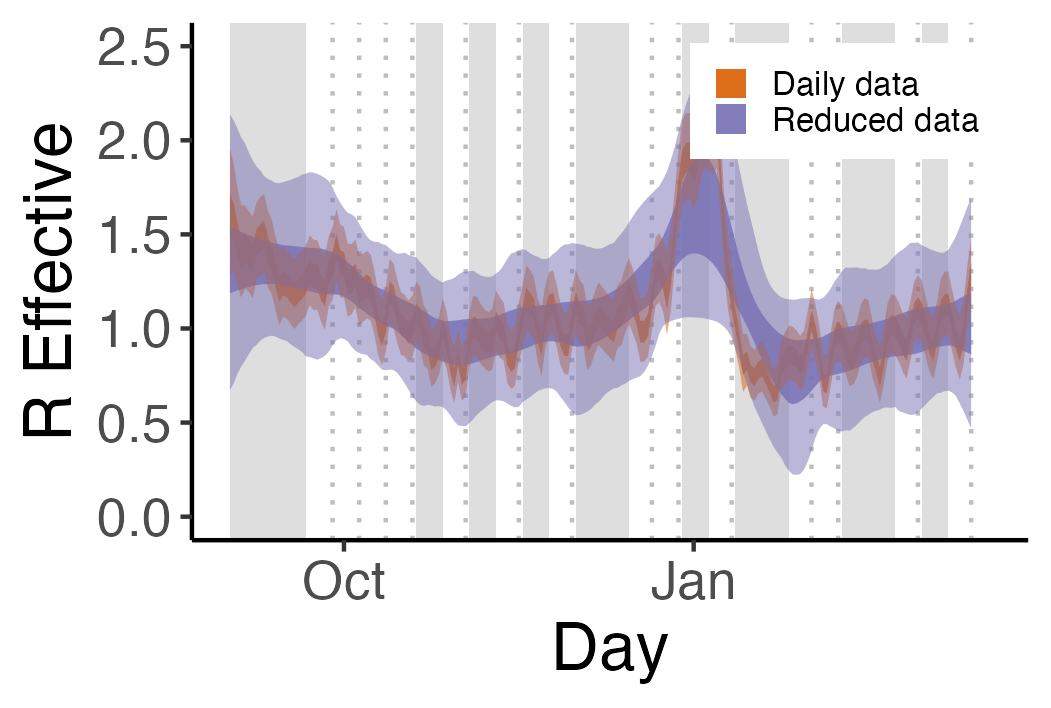 R Effective
2.5
2.0
1.5
1.0
0.5
0.0
Daily data
Reduced data
Oct
Jan
Day